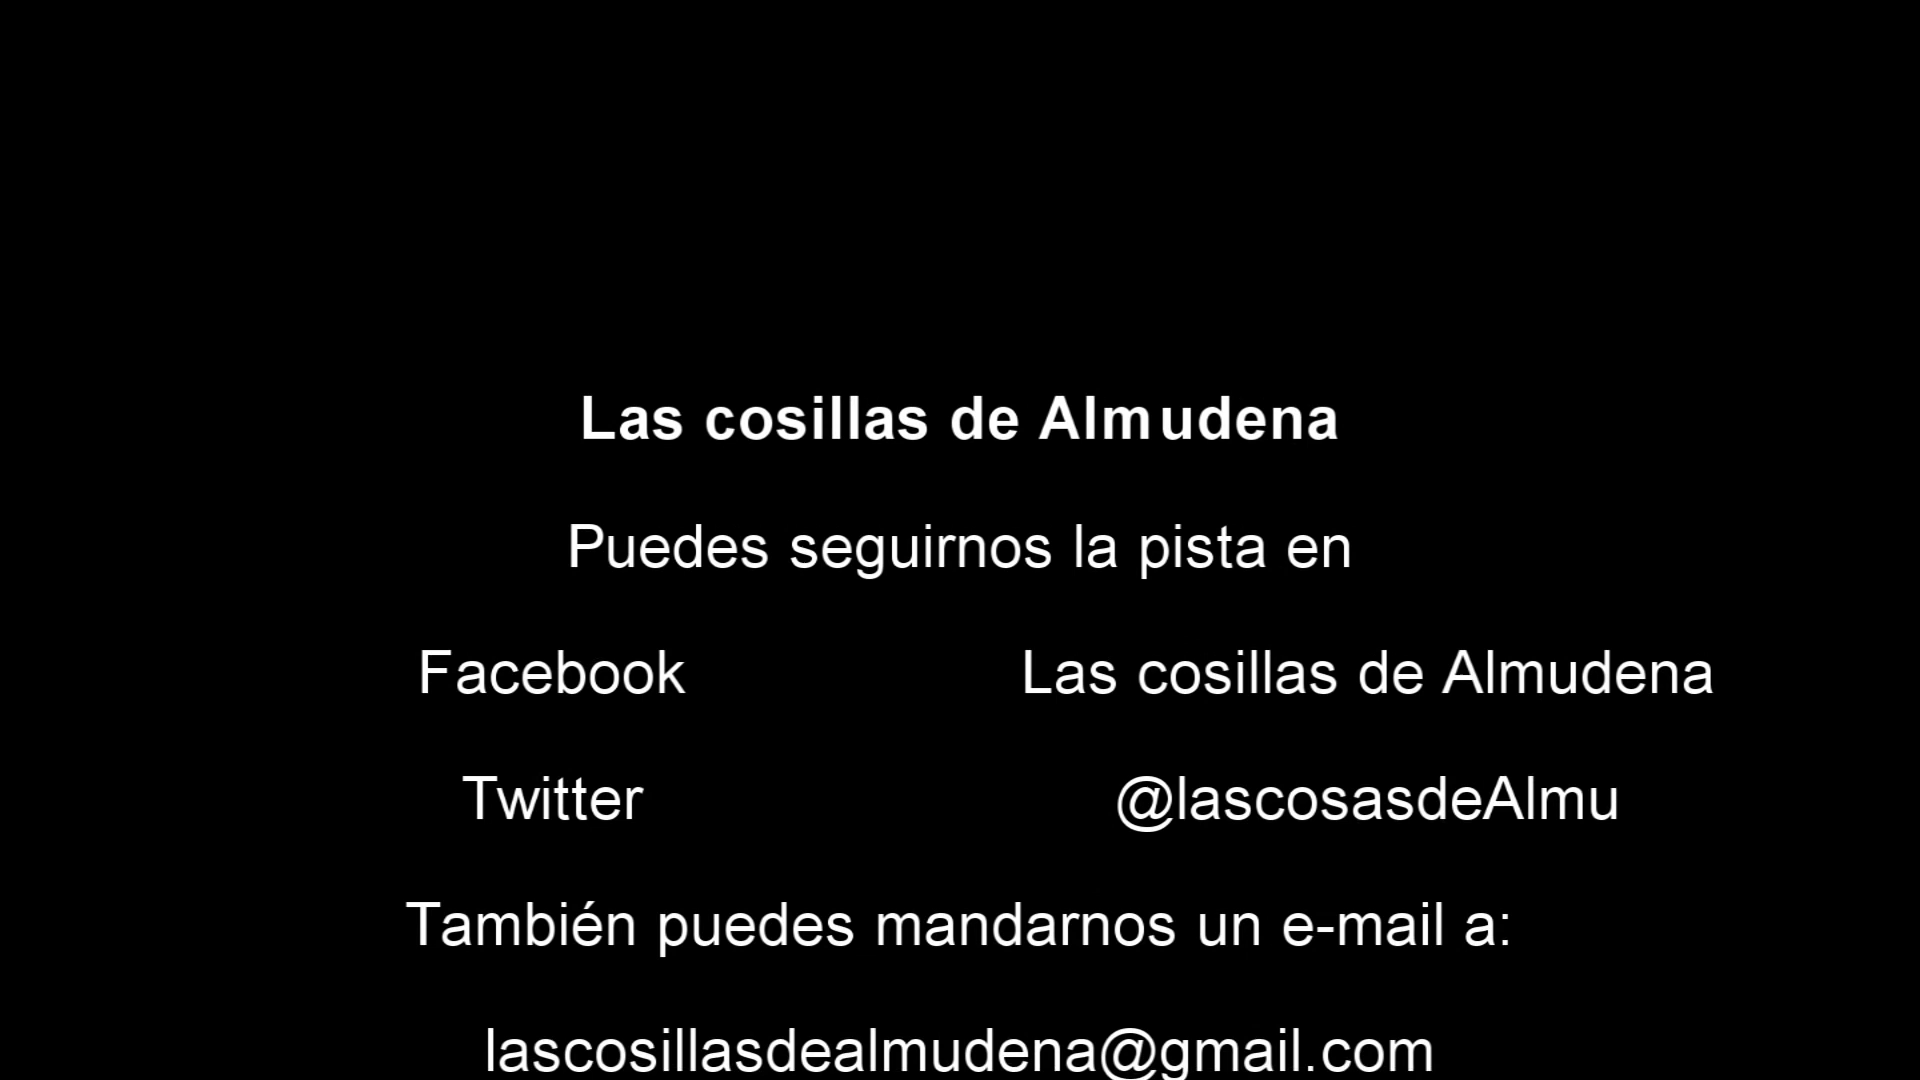 Las cosillas de Almudena
Puedes seguirnos la pista en
Facebook Las cosillas de Almudena
Twitter @lascosasdeAlmu
También puedes mandarnos un e-mail a:
lascosillasdealmudena@gmail.com